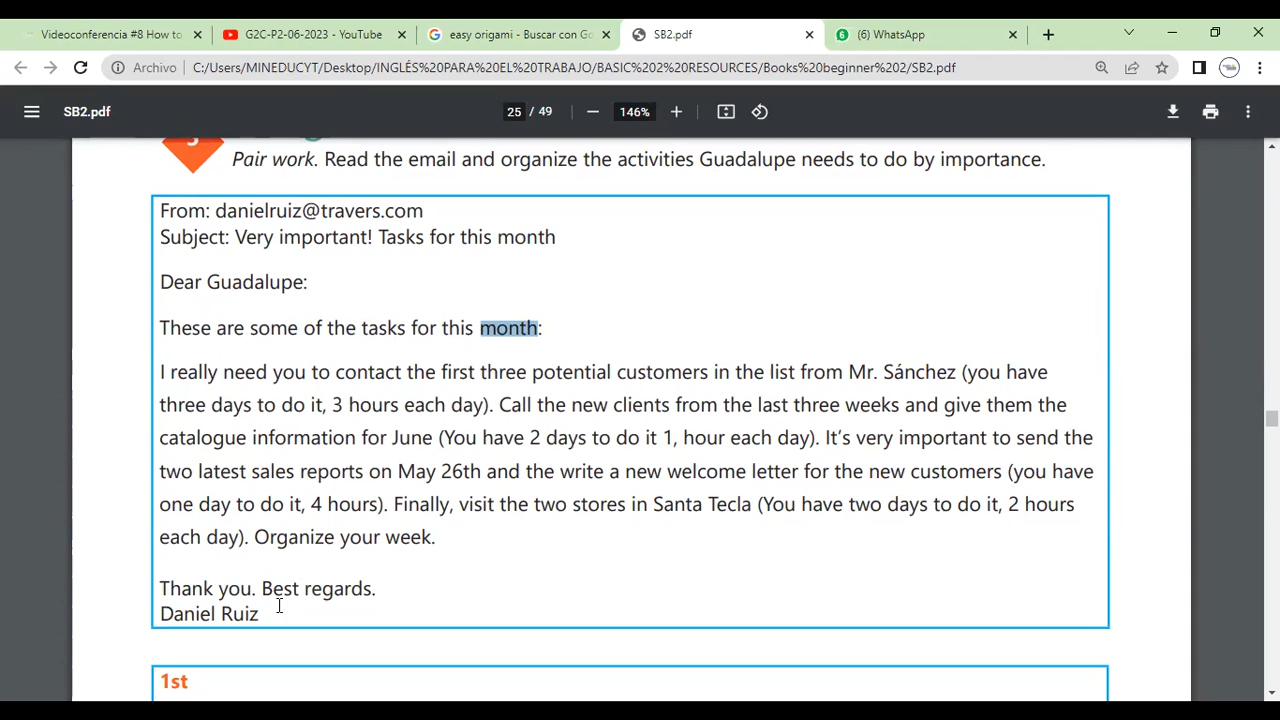 Videoconferencia #8 How to
G2C-P2-06-2023 - YouTube
easy origami - Buscar con Go
SB2.pdf
(6) WhatsApp
Archivo
C:/Users/MINEDUCYT/Desktop/INGLÉS%20PARA%20EL%20TRABAJO/BASIC%202%20RESOURCES/Books%20beginner%202/SB2.pdf
SB2.pdf
25 / 49
146%
Pair work. Read the email and organize the activities Guadalupe needs to do by importance.
From: danielruiz@travers.com
Subject: Very important! Tasks for this month
Dear Guadalupe:
These are some of the tasks for this month:
I really need you to contact the first three potential customers in the list from Mr. Sánchez (you have
three days to do it, 3 hours each day). Call the new clients from the last three weeks and give them the
catalogue information for June (You have 2 days to do it 1, hour each day). It's very important to send the
two latest sales reports on May 26th and the write a new welcome letter for the new customers (you have
one day to do it, 4 hours). Finally, visit the two stores in Santa Tecla (You have two days to do it, 2 hours
each day). Organize your week.
Thank you. Best regards.
Daniel Ruiz
1st